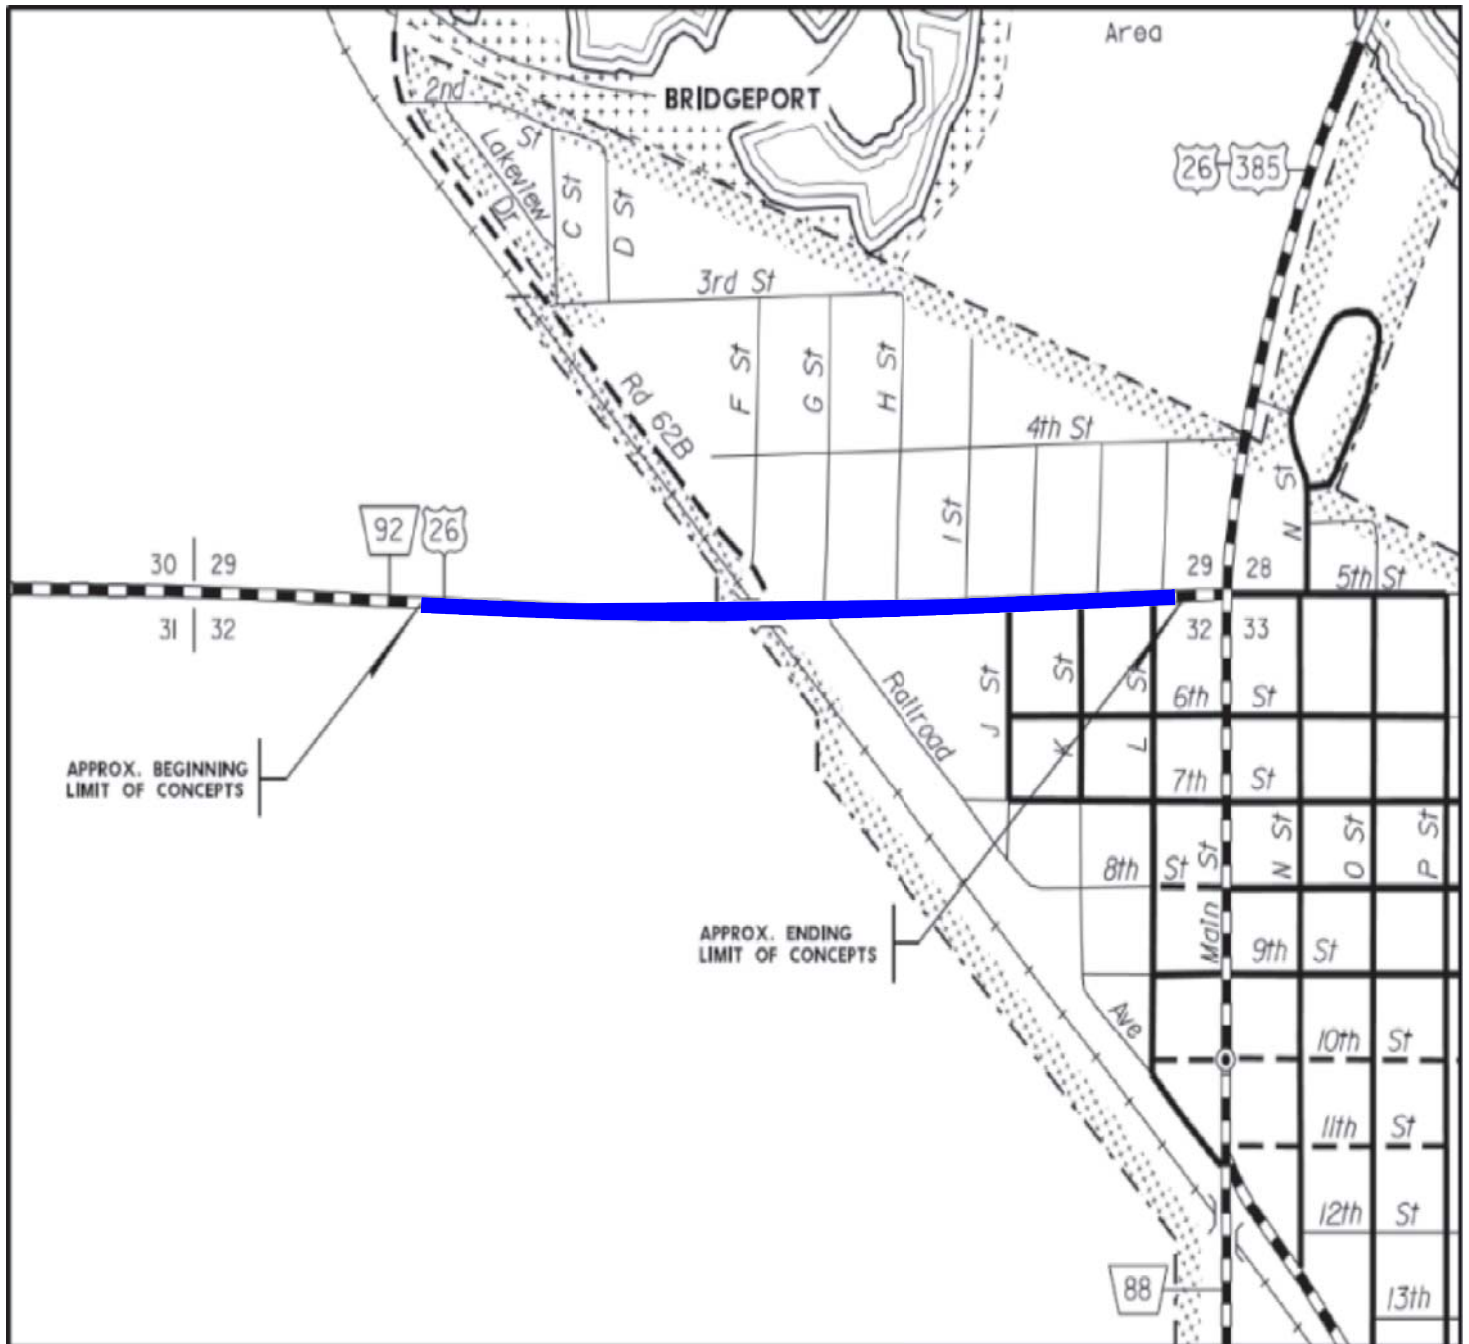 Area
2nd
St
BRIDGEPORT
Lakeview
Dr
C St
D St
26
385
3rd St
F St
G St
H St
Rd 62B
4th St
I St
N St
92
26
30
29
29
28
5th St
31
32
32
33
J St
K St
L St
6th St
Railroad
APPROX. BEGINNING
LIMIT OF CONCEPTS
7th St
N St
O St
P St
8th St
Main St
APPROX. ENDING
LIMIT OF CONCEPTS
9th St
Ave
10th St
11th St
12th St
88
13th